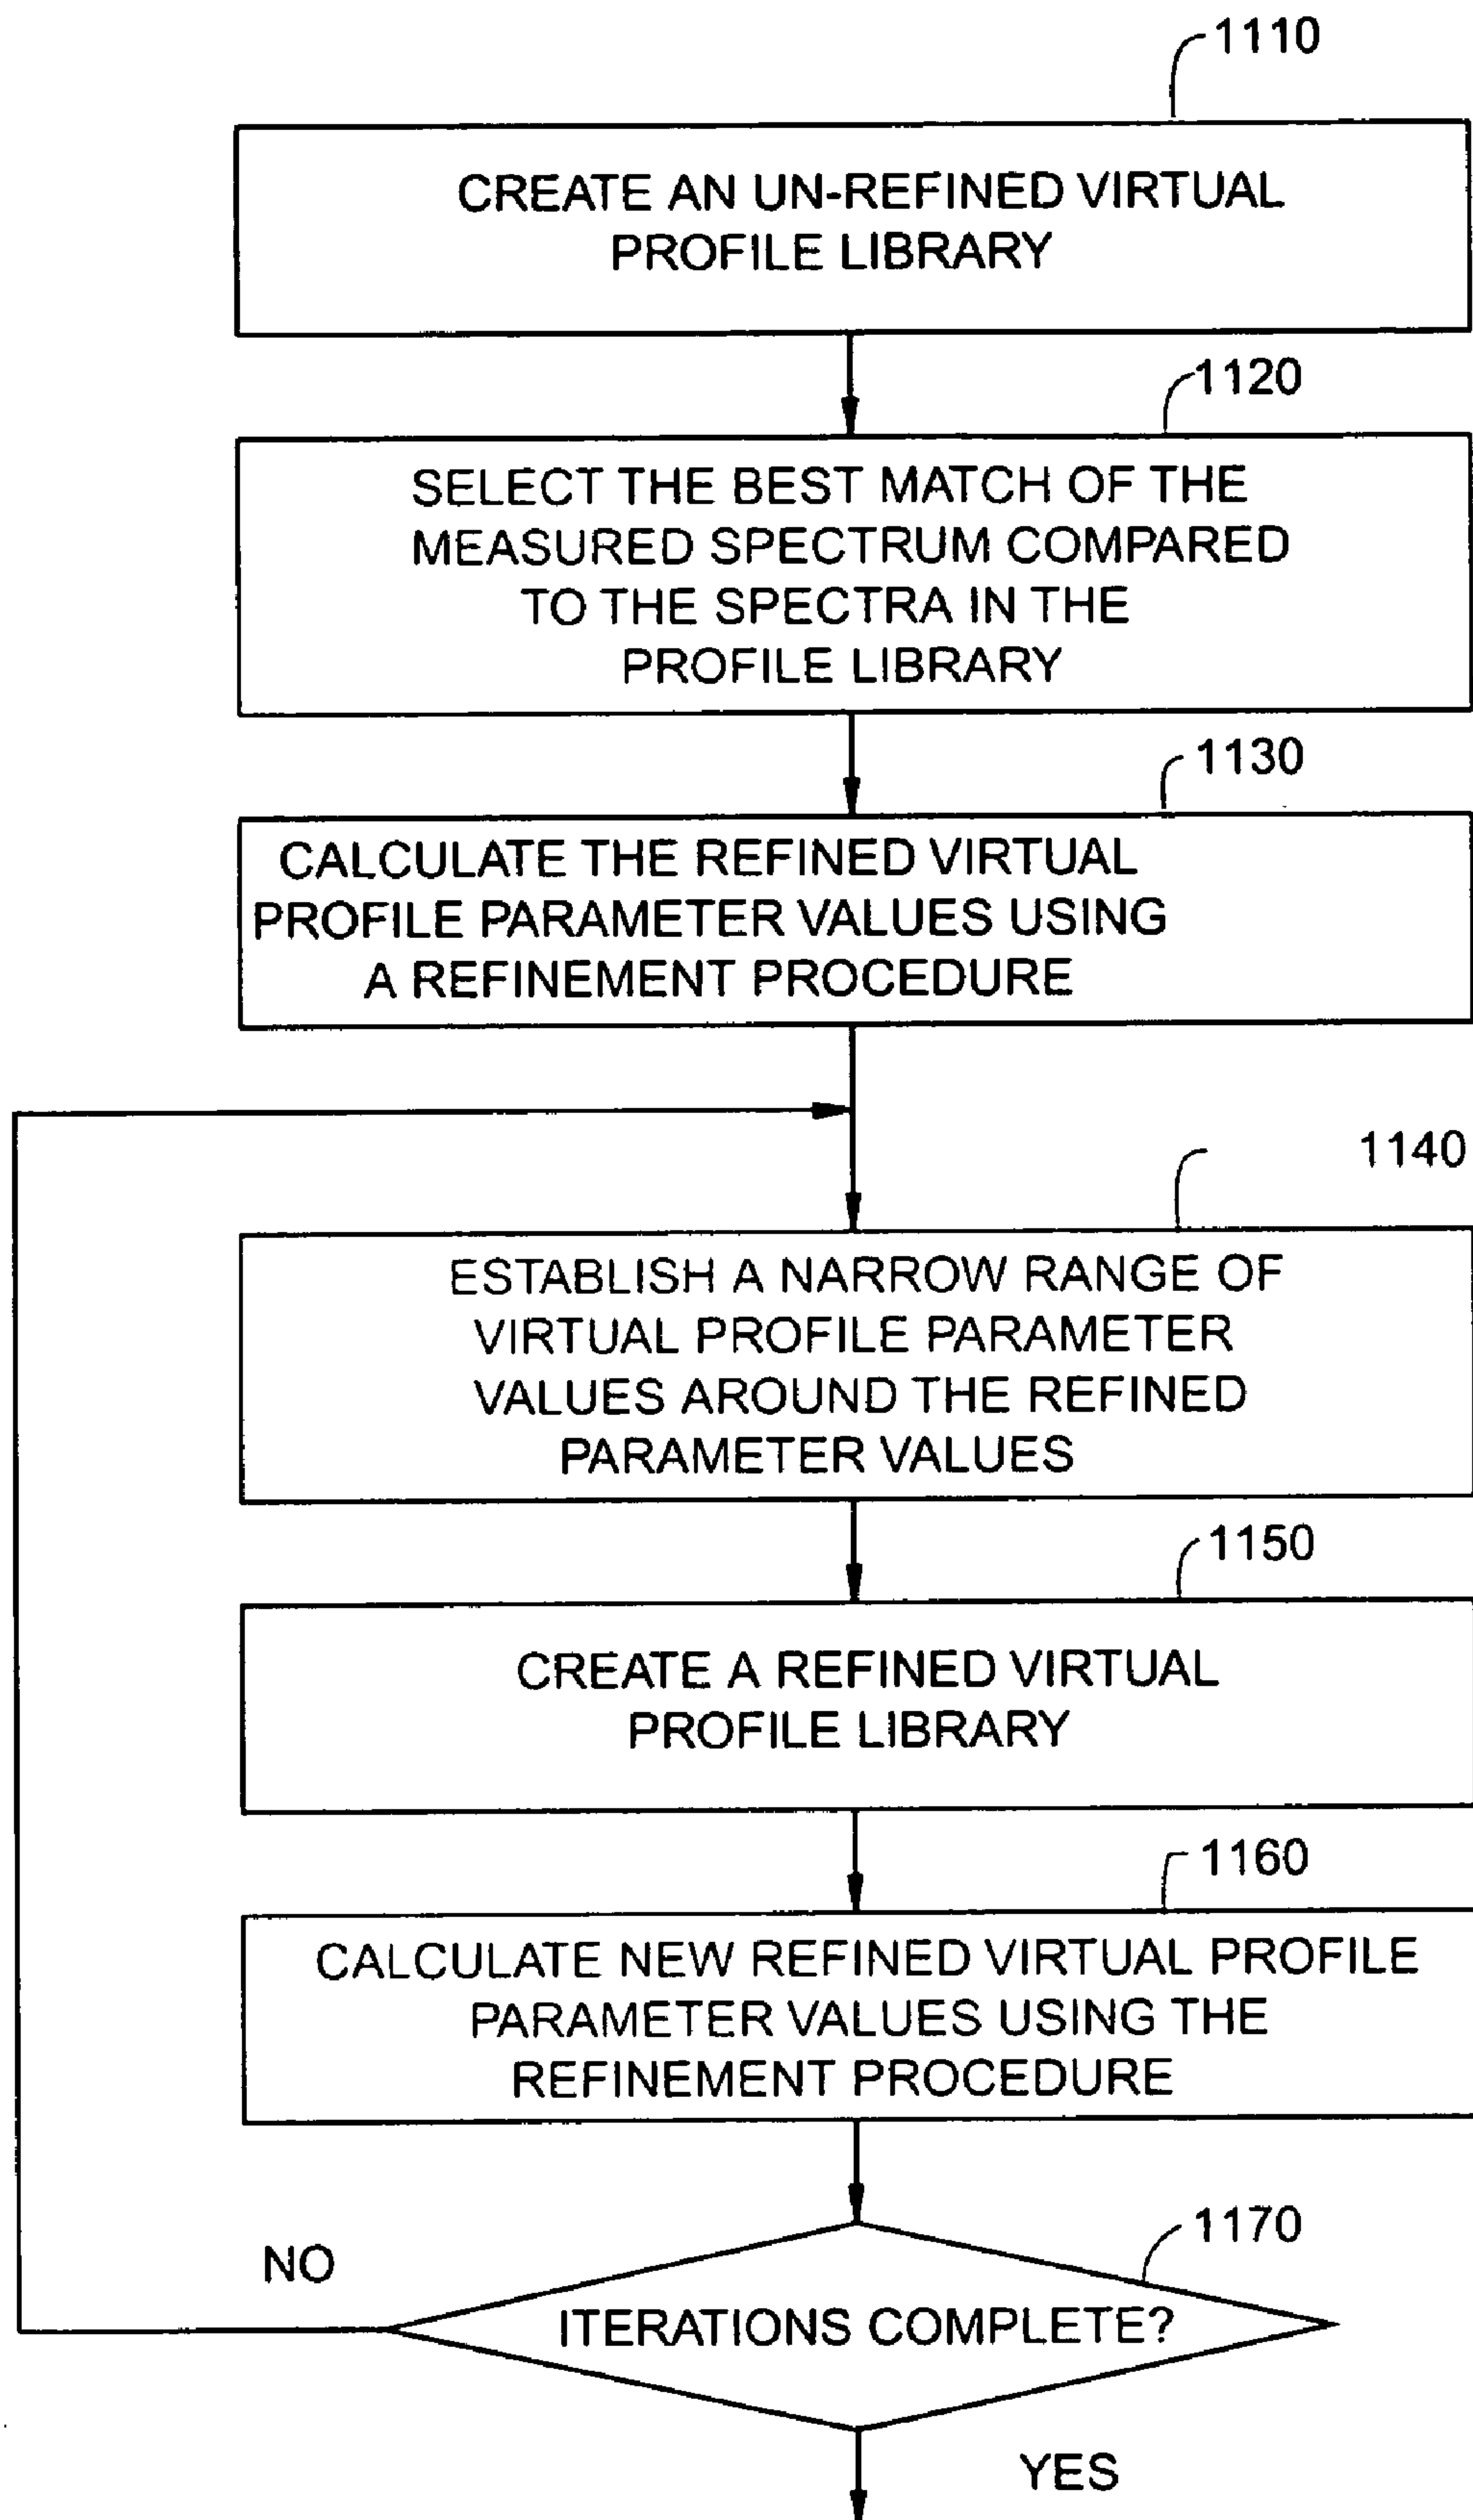 1110
CREATE AN UN-REFINED VIRTUAL
PROFILE LIBRARY
1120
SELECT THE BEST MATCH OF THE
MEASURED SPECTRUM COMPARED
TO THE SPECTRA IN THE
PROFILE LIBRARY
1130
CALCULATE THE REFINED VIRTUAL
PROFILE PARAMETER VALUES USING
A REFINEMENT PROCEDURE
1140
ESTABLISH A NARROW RANGE OF
VIRTUAL PROFILE PARAMETER
VALUES AROUND THE REFINED
PARAMETER VALUES
1150
CREATE A REFINED VIRTUAL
PROFILE LIBRARY
1160
CALCULATE NEW REFINED VIRTUAL PROFILE
PARAMETER VALUES USING THE
REFINEMENT PROCEDURE
1170
NO
ITERATIONS COMPLETE?
YES